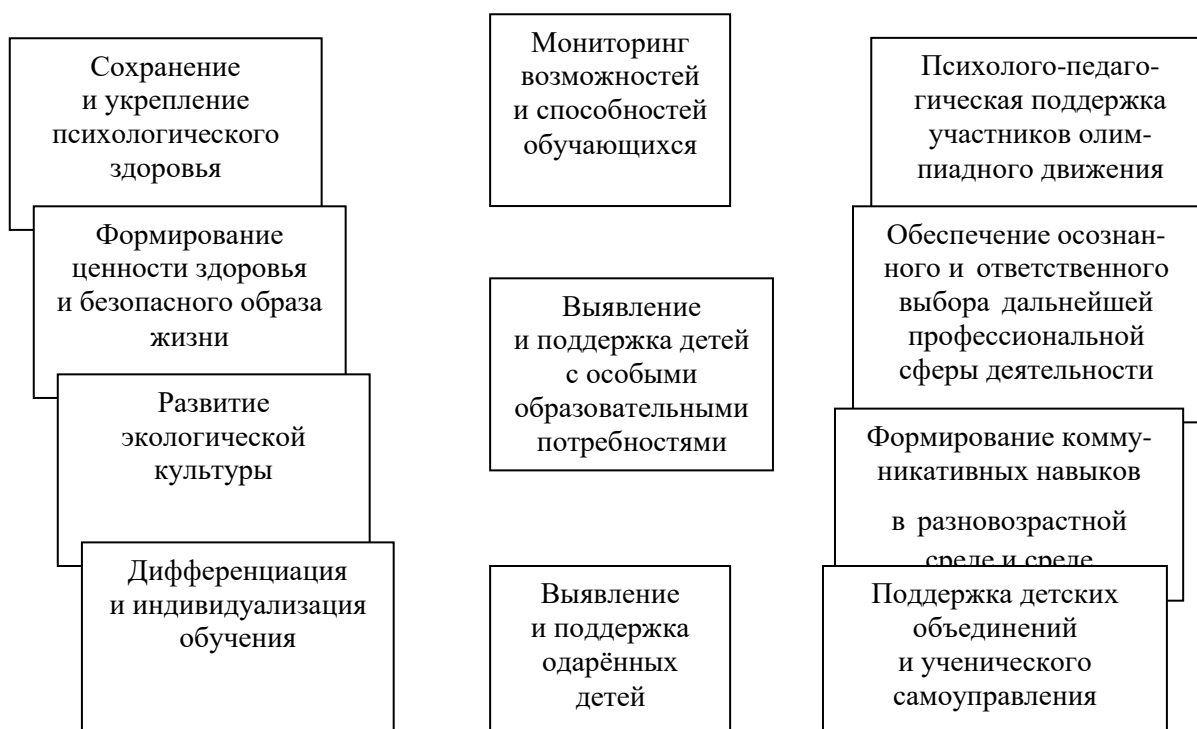 Сохранение
и укрепление
психологического
здоровья
Формирование
ценности здоровья
и безопасного образа
жизни
Развитие
экологической
культуры
Дифференциация
и индивидуализация
обучения
Мониторинг
возможностей
и способностей
обучающихся
Выявление
и поддержка детей
с особыми
образовательными
потребностями
Выявление
и поддержка
одарённых
детей
Психолого-педаго-
гическая поддержка
участников олим-
пиадного движения
Обеспечение осознан-
ного и ответственного
выбора дальнейшей
профессиональной
сферы деятельности
Формирование комму-
никативных навыков
в разновозрастной
среде и среде
Поддержка детских
объединений
и ученического
самоуправления